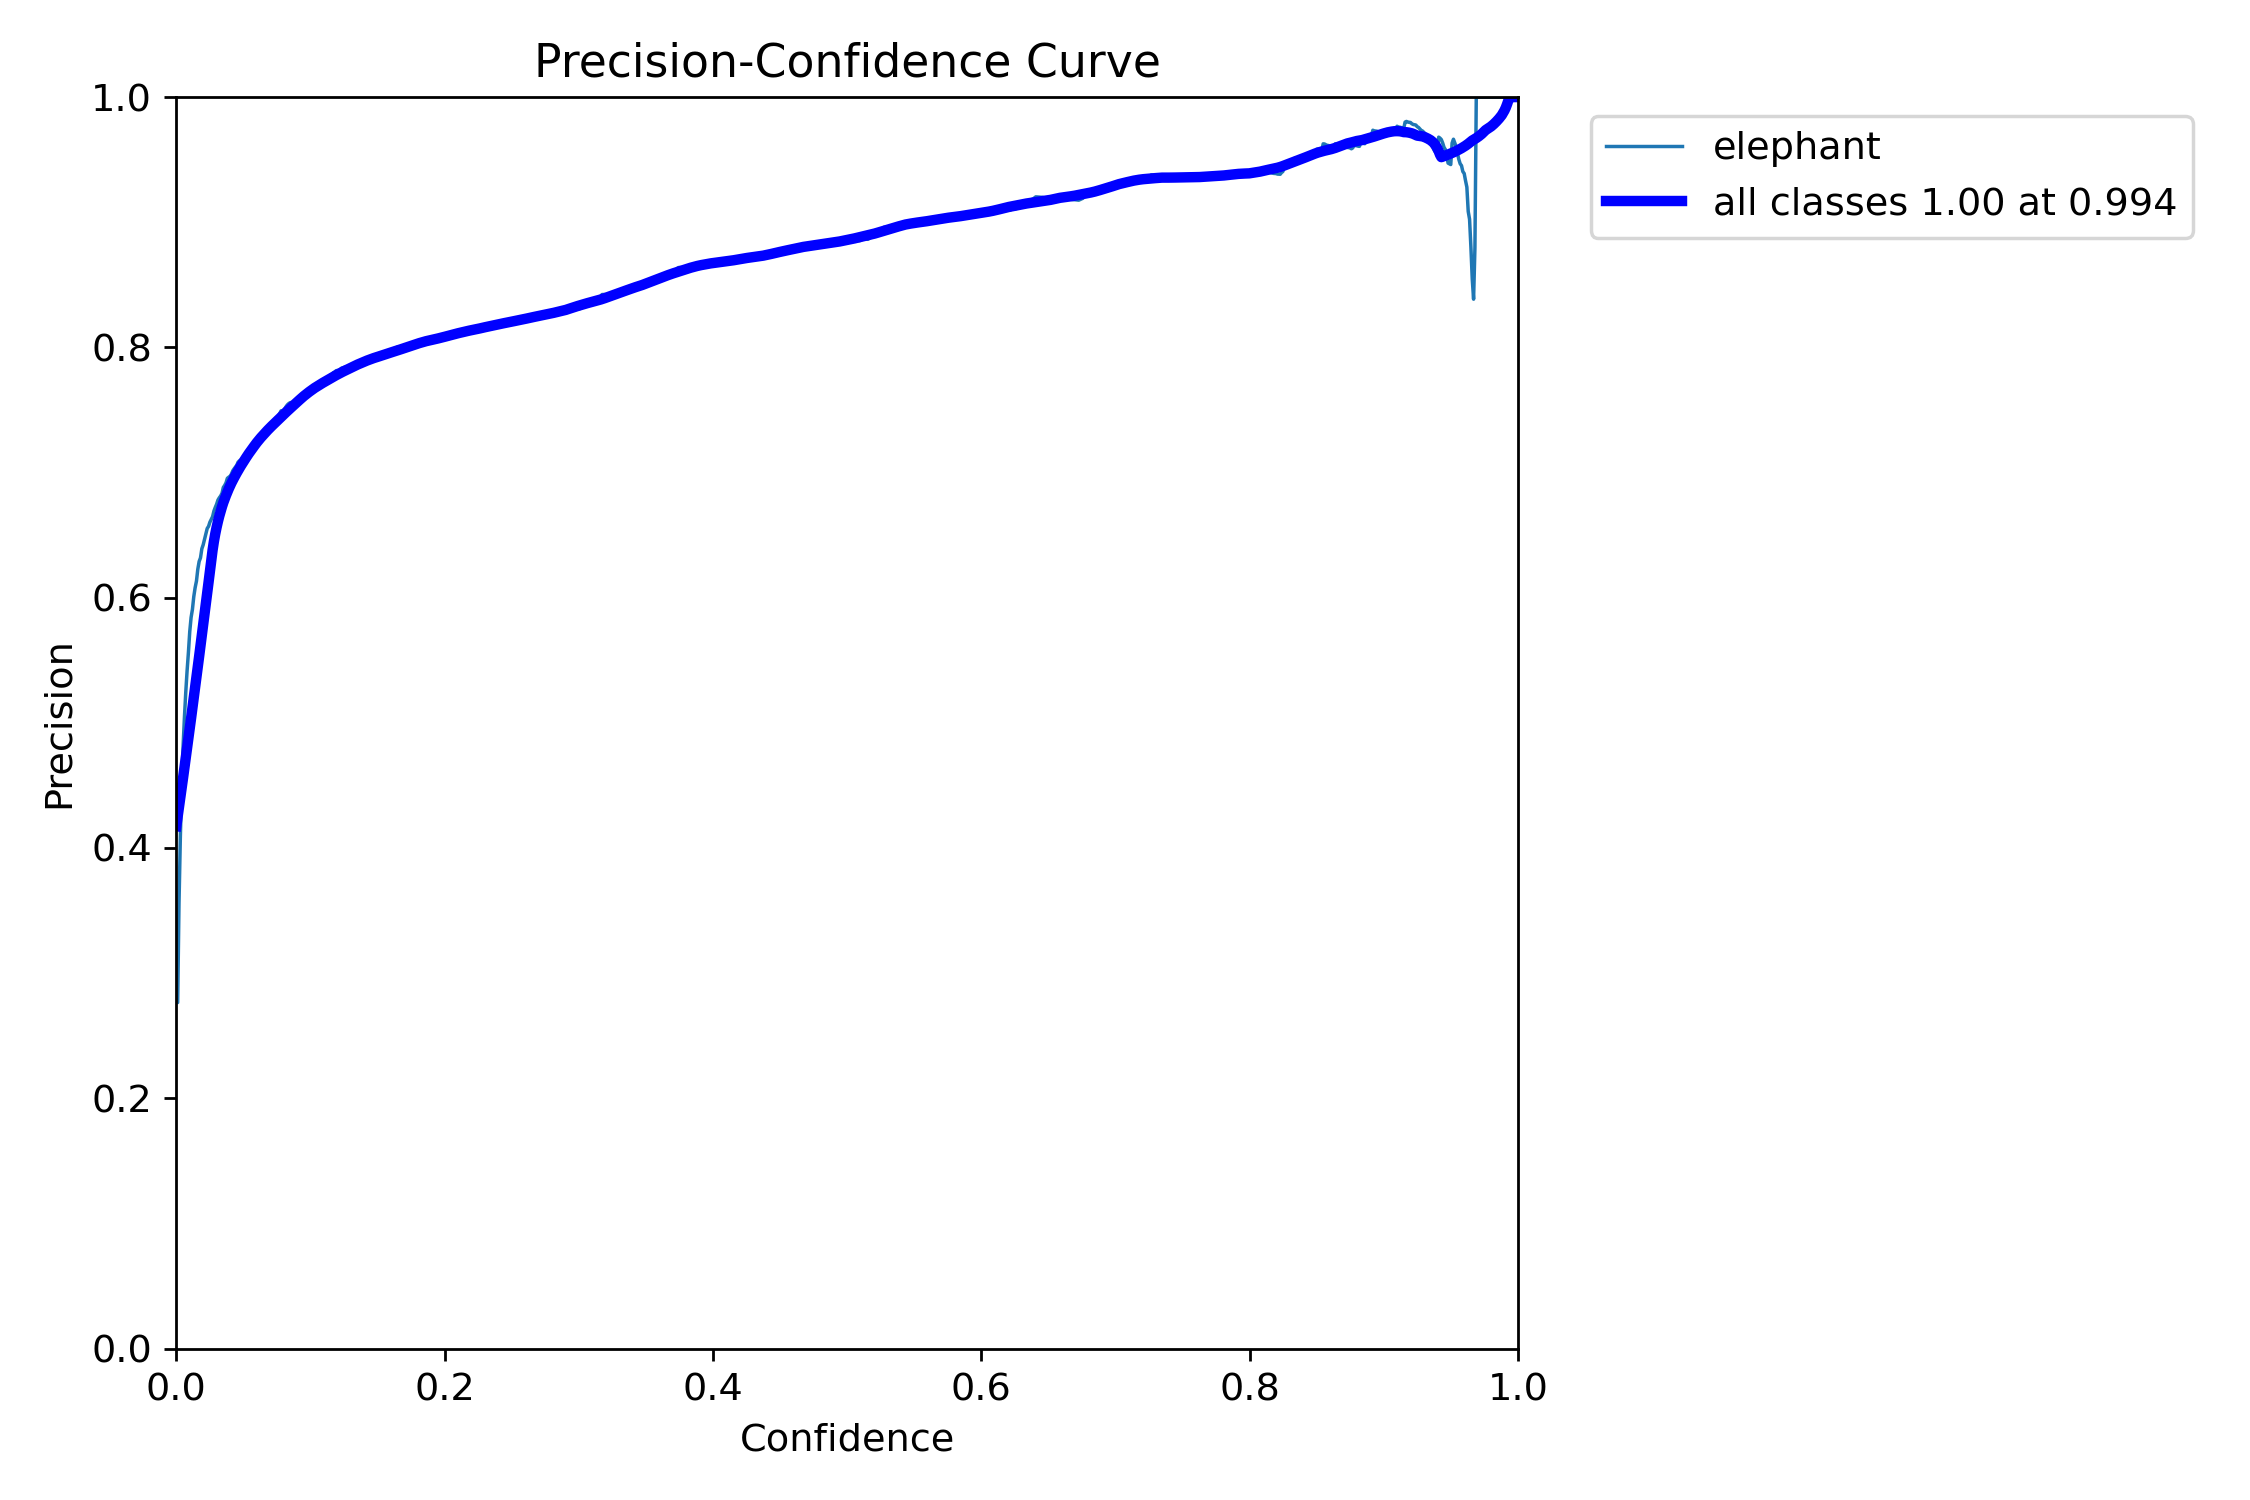 Precision-Confidence Curve
1.0
0.8
0.6
0.4
0.2
0.0
Precision
0.0 0.2 0.4 0.6 0.8 1.0
Confidence
elephant
all classes 1.00 at 0.994